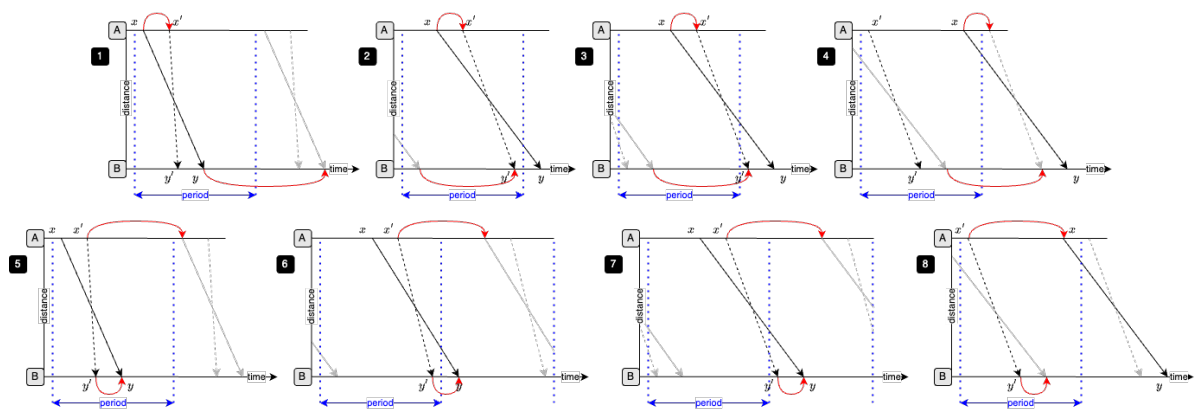 x x′ x x′ x x′ x
A A A A
1 2 3 4
distance distance distance distance
B B B B
time time time time
y′ y y′ y y′ y y′ y
period period period period
x x′ x x′ x x′ x′ x
A A A A
5 6 7 8
distance distance distance distance
B B B B
time time time time
y′ y y′ y y′ y y′ y
period period period period